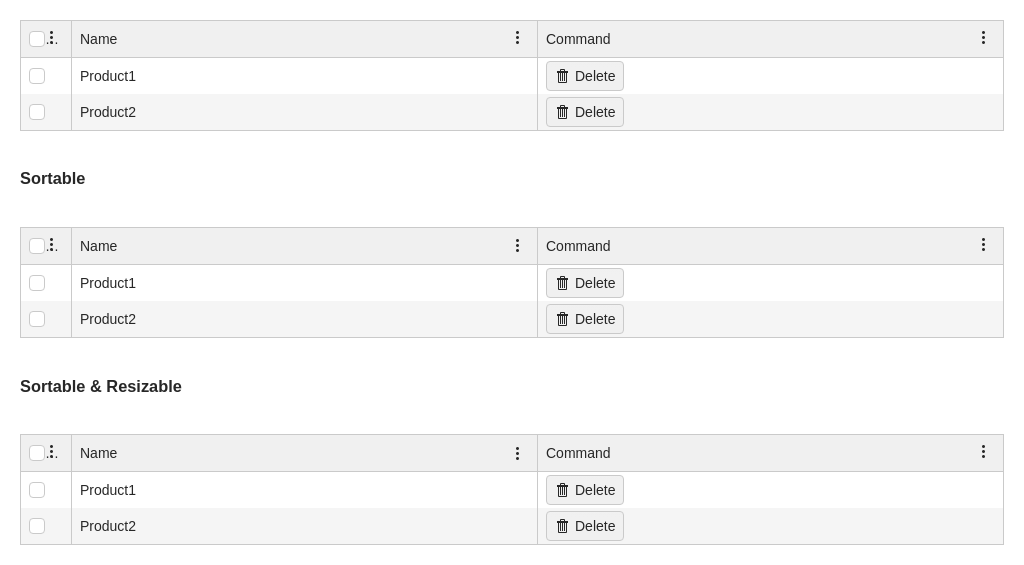 Name Command
Product1 Delete
Product2 Delete
Sortable
Name Command
Product1 Delete
Product2 Delete
Sortable & Resizable
Name Command
Product1 Delete
Product2 Delete